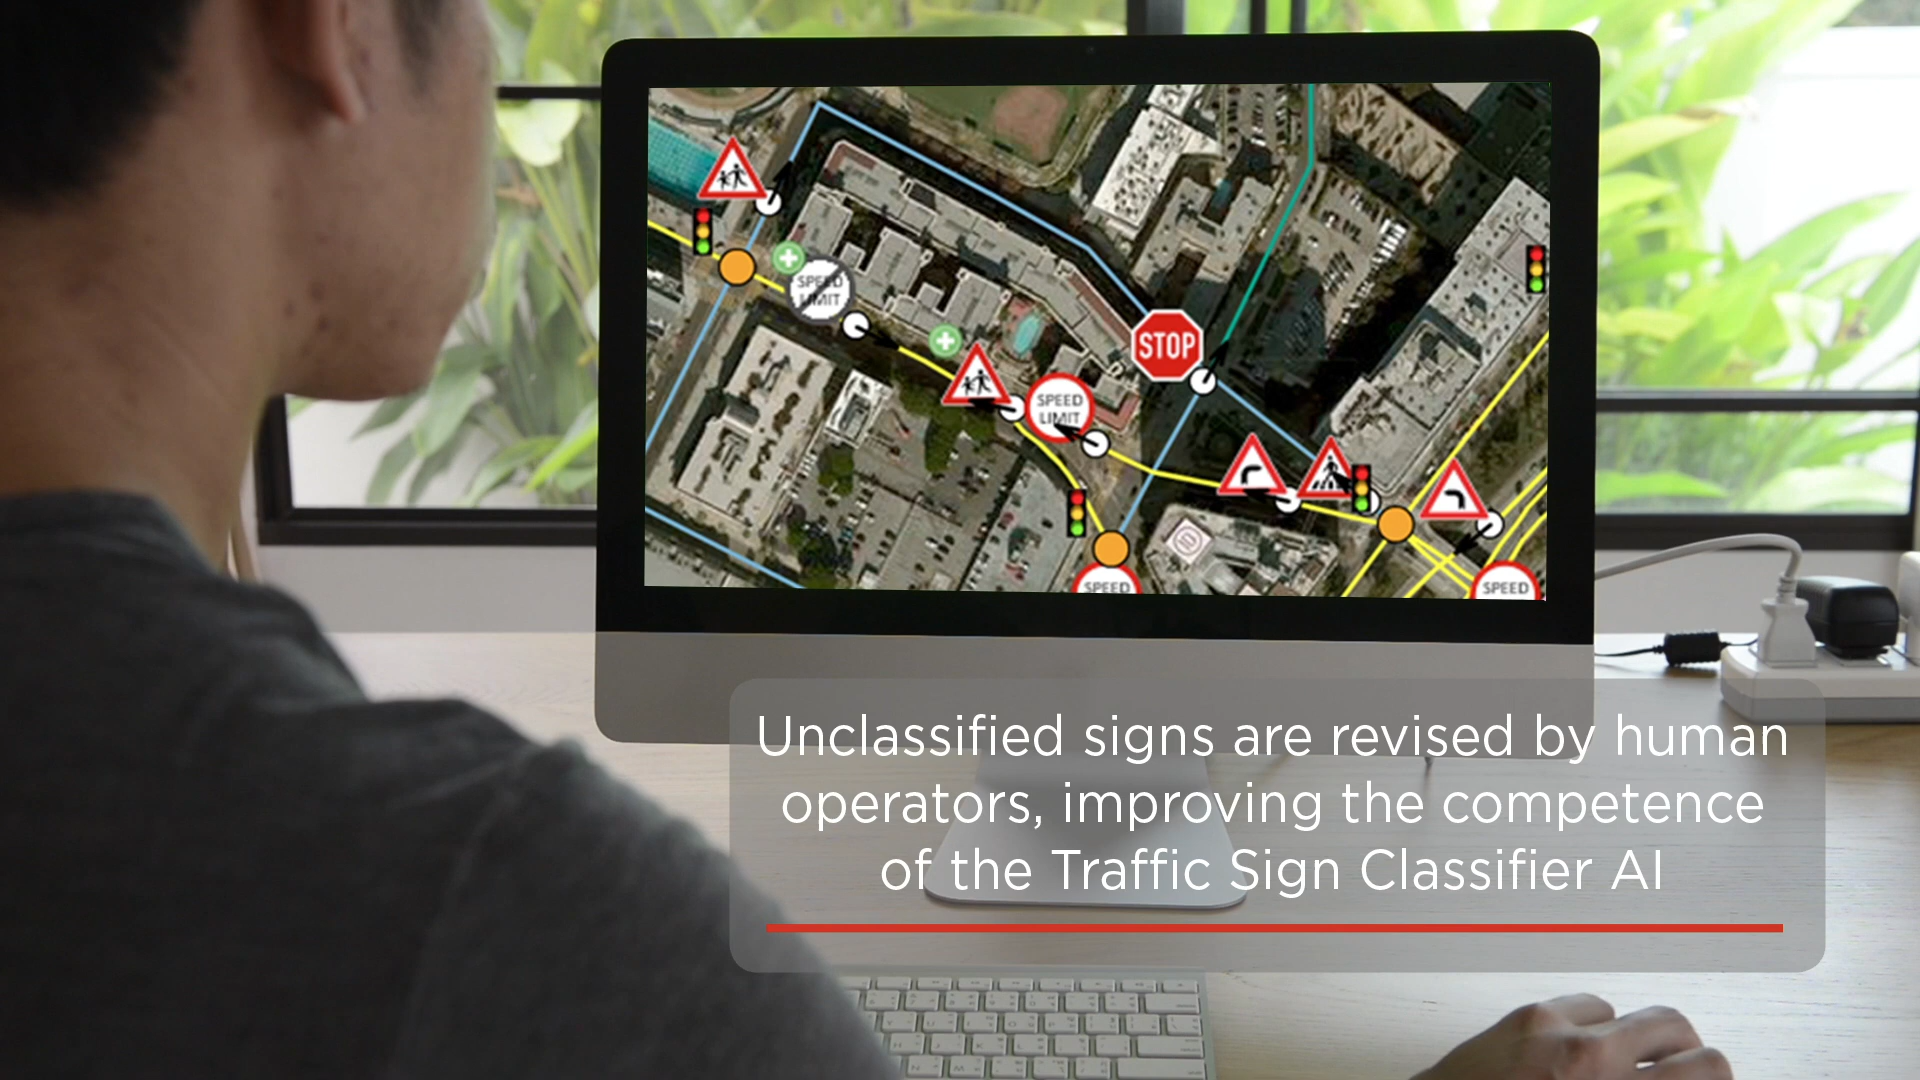 SPEED
LIMIT
STOP
SPEED
LIMIT
SPEED
SPEED
Unclassified signs are revised by human
operators, improving the competence
of the Traffic Sign Classifier AI